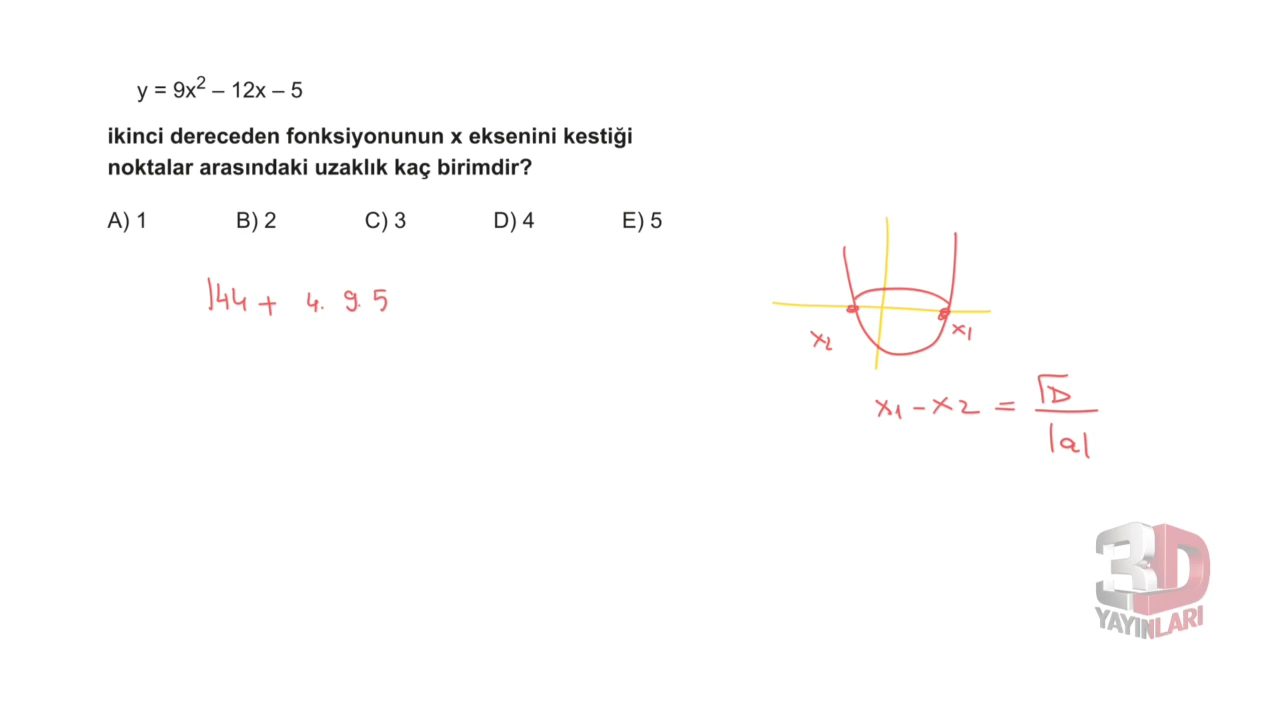 y = 9x² – 12x – 5
ikinci dereceden fonksiyonunun x eksenini kestiği
noktalar arasındaki uzaklık kaç birimdir?
A) 1 B) 2 C) 3 D) 4 E) 5
144 + 4. 9. 5
x2 x1
x1 - x2 = √D / |a|
3D
YAYINLARI